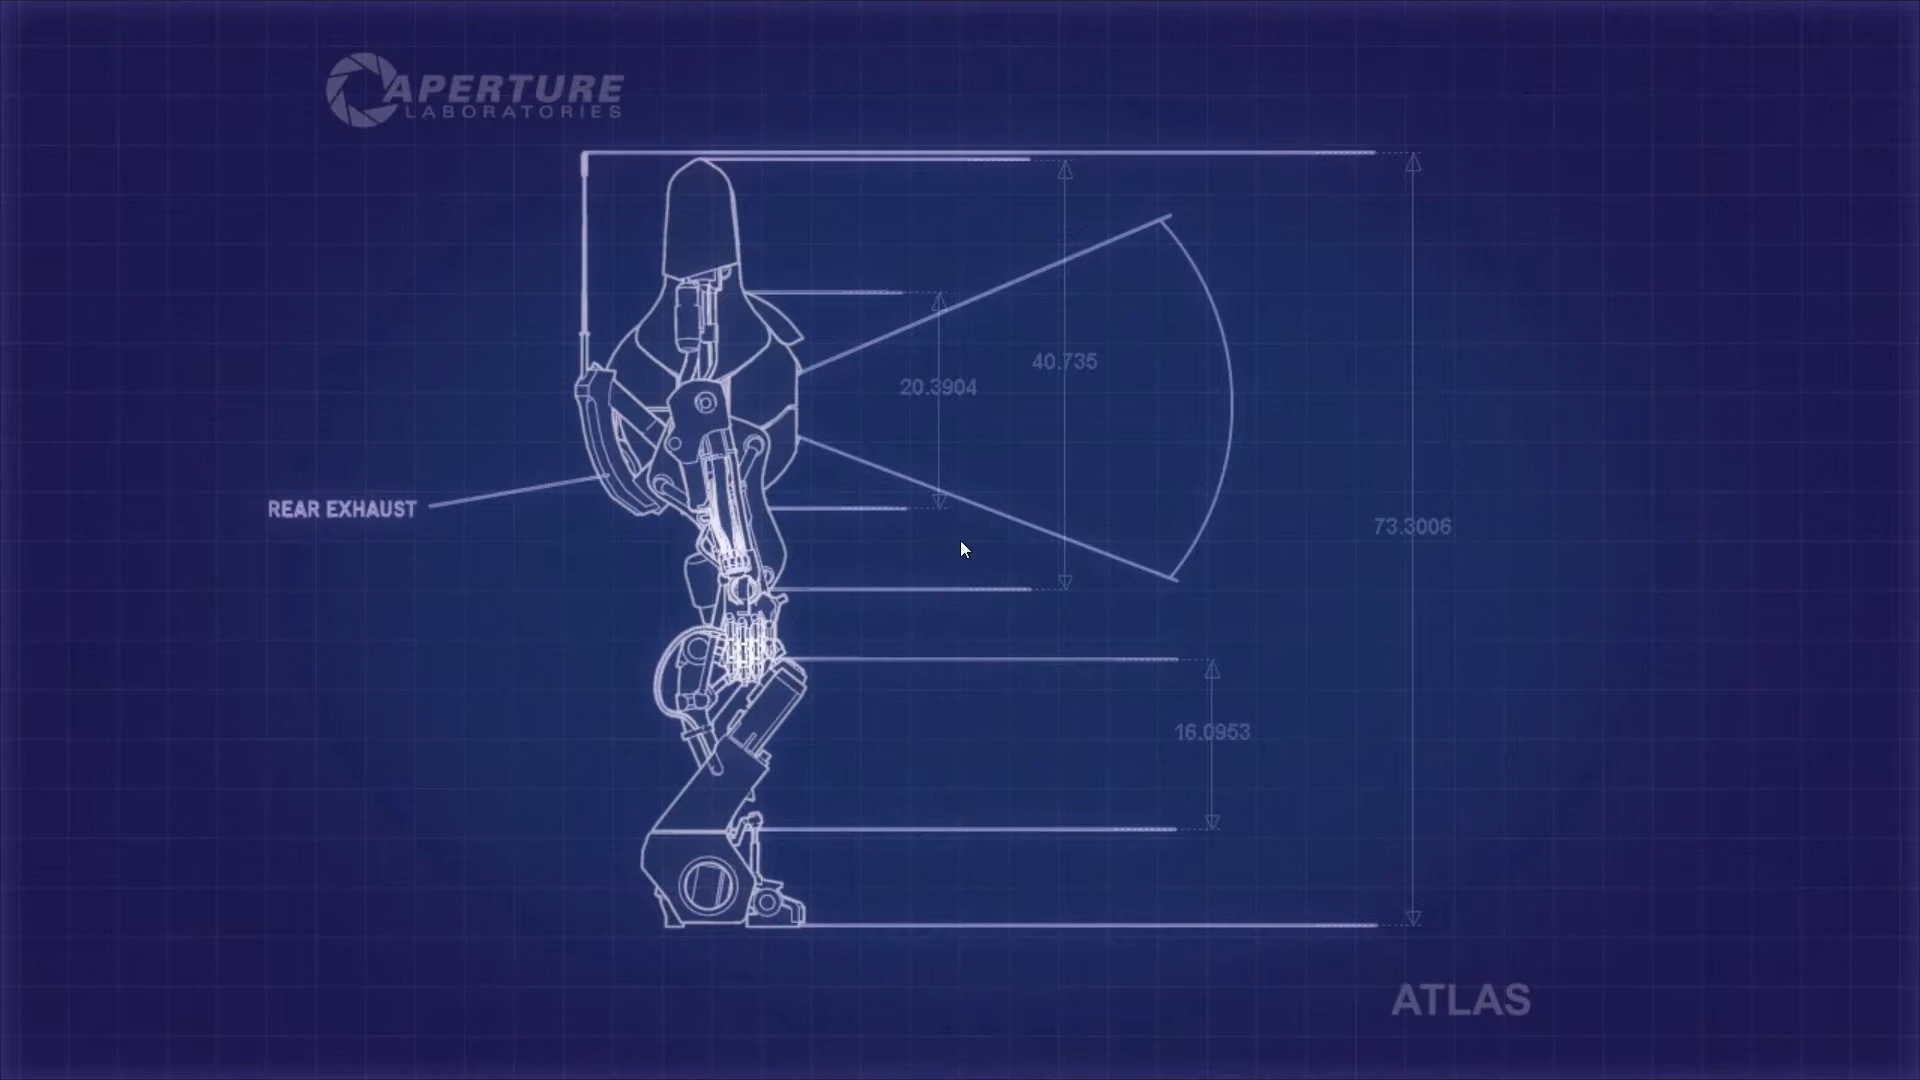 APERTURE
LABORATORIES
40.735
20.3904
REAR EXHAUST
73.3006
16.0953
ATLAS